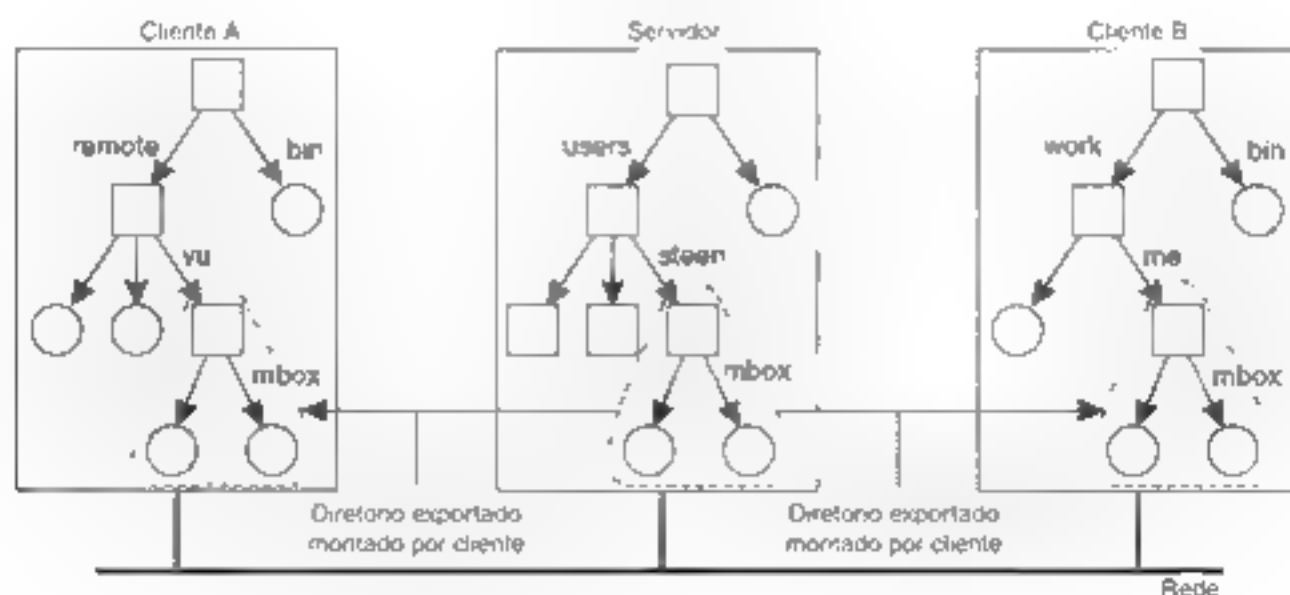 Cliente A
Servidor
Cliente B
remote
bin
users
work
bin
vu
steen
me
mbox
mbox
mbox
Diretório exportado
montado por cliente
Diretório exportado
montado por cliente
Rede